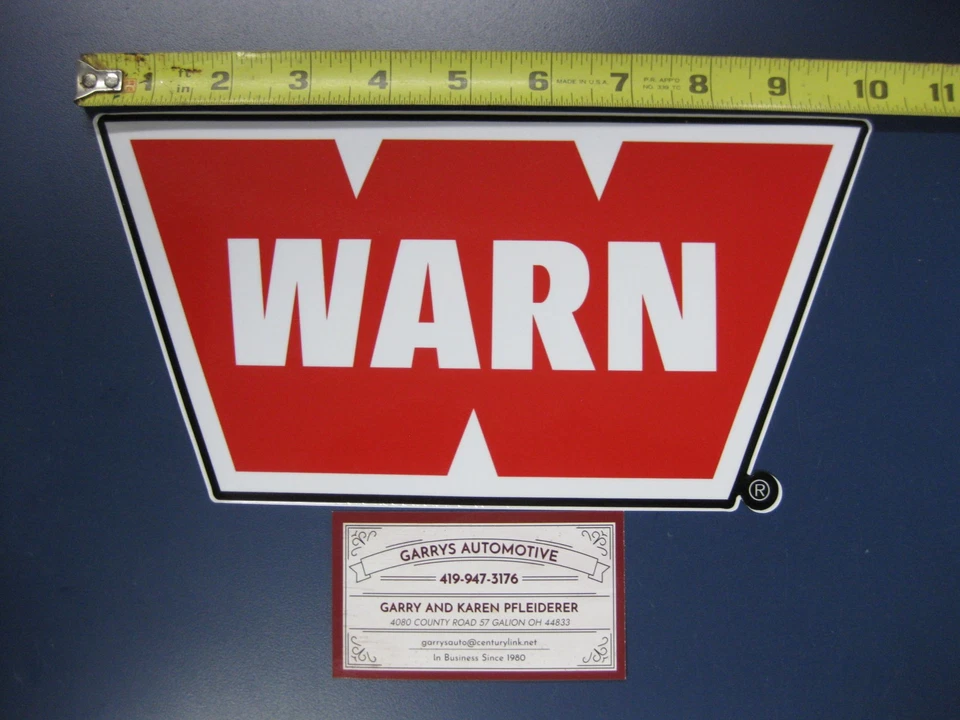 1 ft in 2 3 4 5 6 MADE IN U.S.A. 7 P.R. APP'D 8 9 10 11
WARN
®
GARRYS AUTOMOTIVE
419-947-3176
GARRY AND KAREN PFLEIDERER
4080 COUNTY ROAD 57 GALION OH 44833
garrysauto@centurylink.net
In Business Since 1980